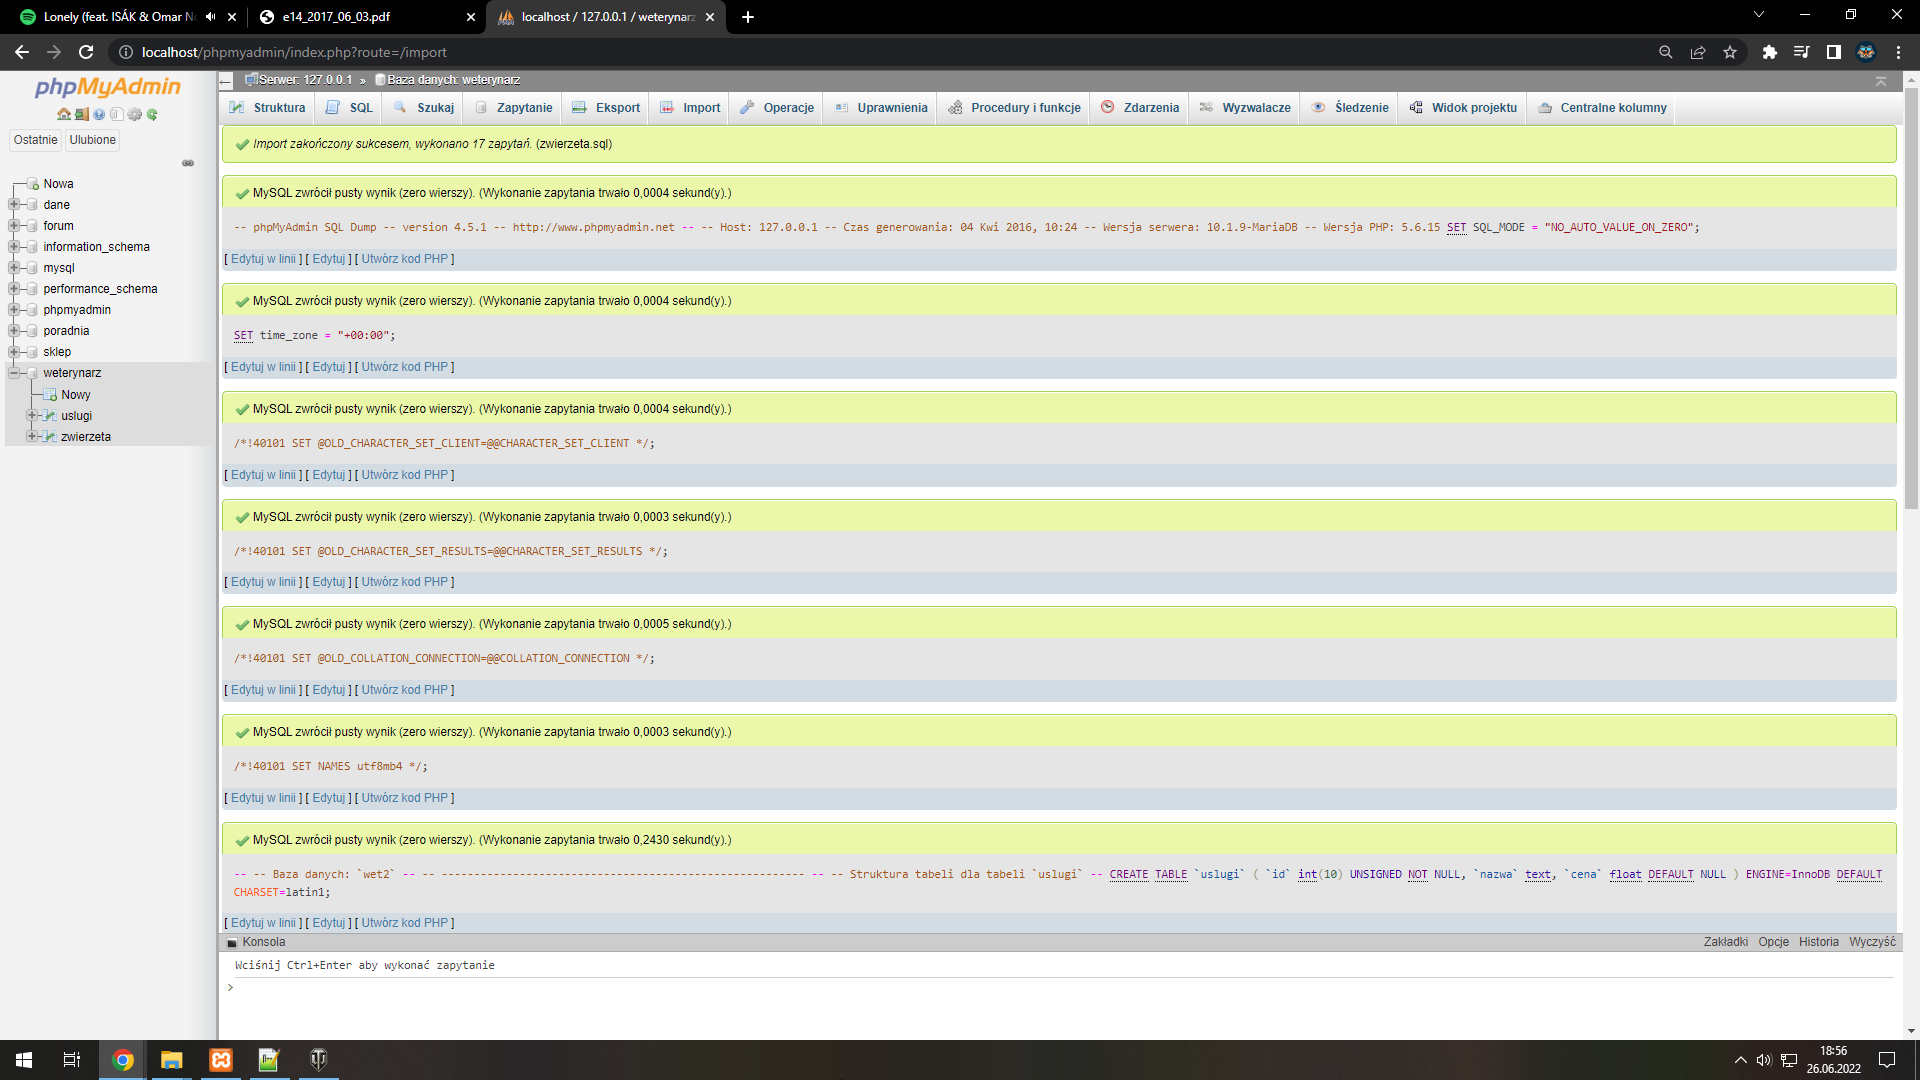 Lonely (feat. ISÁK & Omar N
e14_2017_06_03.pdf
localhost / 127.0.0.1 / weterynarz
localhost/phpmyadmin/index.php?route=/import
phpMyAdmin
Ostatnie Ulubione
Nowa
dane
forum
information_schema
mysql
performance_schema
phpmyadmin
poradnia
sklep
weterynarz
Nowy
uslugi
zwierzeta
Serwer: 127.0.0.1 » Baza danych: weterynarz
Struktura SQL Szukaj Zapytanie Eksport Import Operacje Uprawnienia Procedury i funkcje Zdarzenia Wyzwalacze Śledzenie Widok projektu Centralne kolumny
Import zakończony sukcesem, wykonano 17 zapytań. (zwierzeta.sql)
MySQL zwrócił pusty wynik (zero wierszy). (Wykonanie zapytania trwało 0,0004 sekund(y).)
-- phpMyAdmin SQL Dump -- version 4.5.1 -- http://www.phpmyadmin.net -- -- Host: 127.0.0.1 -- Czas generowania: 04 Kwi 2016, 10:24 -- Wersja serwera: 10.1.9-MariaDB -- Wersja PHP: 5.6.15 SET SQL_MODE = "NO_AUTO_VALUE_ON_ZERO";
[ Edytuj w linii ] [ Edytuj ] [ Utwórz kod PHP ]
MySQL zwrócił pusty wynik (zero wierszy). (Wykonanie zapytania trwało 0,0004 sekund(y).)
SET time_zone = "+00:00";
[ Edytuj w linii ] [ Edytuj ] [ Utwórz kod PHP ]
MySQL zwrócił pusty wynik (zero wierszy). (Wykonanie zapytania trwało 0,0004 sekund(y).)
/*!40101 SET @OLD_CHARACTER_SET_CLIENT=@@CHARACTER_SET_CLIENT */;
[ Edytuj w linii ] [ Edytuj ] [ Utwórz kod PHP ]
MySQL zwrócił pusty wynik (zero wierszy). (Wykonanie zapytania trwało 0,0003 sekund(y).)
/*!40101 SET @OLD_CHARACTER_SET_RESULTS=@@CHARACTER_SET_RESULTS */;
[ Edytuj w linii ] [ Edytuj ] [ Utwórz kod PHP ]
MySQL zwrócił pusty wynik (zero wierszy). (Wykonanie zapytania trwało 0,0005 sekund(y).)
/*!40101 SET @OLD_COLLATION_CONNECTION=@@COLLATION_CONNECTION */;
[ Edytuj w linii ] [ Edytuj ] [ Utwórz kod PHP ]
MySQL zwrócił pusty wynik (zero wierszy). (Wykonanie zapytania trwało 0,0003 sekund(y).)
/*!40101 SET NAMES utf8mb4 */;
[ Edytuj w linii ] [ Edytuj ] [ Utwórz kod PHP ]
MySQL zwrócił pusty wynik (zero wierszy). (Wykonanie zapytania trwało 0,2430 sekund(y).)
-- -- Baza danych: `wet2` -- -- -------------------------------------------------------- -- -- Struktura tabeli dla tabeli `uslugi` -- CREATE TABLE `uslugi` ( `id` int(10) UNSIGNED NOT NULL, `nazwa` text, `cena` float DEFAULT NULL ) ENGINE=InnoDB DEFAULT
CHARSET=latin1;
[ Edytuj w linii ] [ Edytuj ] [ Utwórz kod PHP ]
Konsola
Zakładki Opcje Historia Wyczyść
Wciśnij Ctrl+Enter aby wykonać zapytanie
>
18:56
26.06.2022